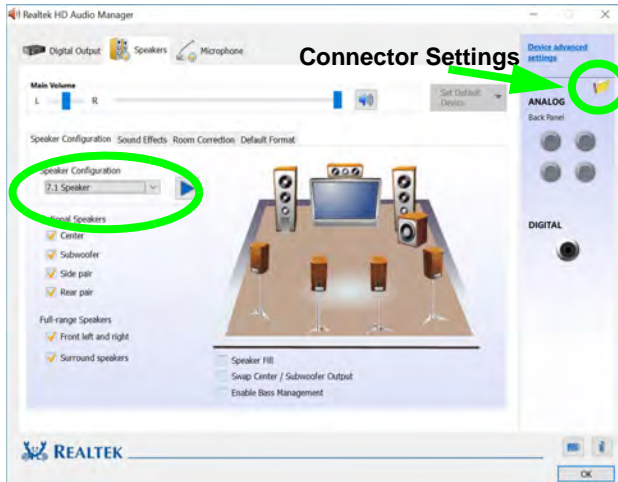 Realtek HD Audio Manager
Digital Output
Speakers
Microphone
Connector Settings
Device advanced
settings
Main Volume
L
R
Set Default
Device
ANALOG
Back Panel
Speaker Configuration
Sound Effects
Room Correction
Default Format
Speaker Configuration
7.1 Speaker
Optional Speakers
Center
Subwoofer
Side pair
Rear pair
DIGITAL
Full-range Speakers
Front left and right
Surround speakers
Speaker Fill
Swap Center / Subwoofer Output
Enable Bass Management
REALTEK
i
OK